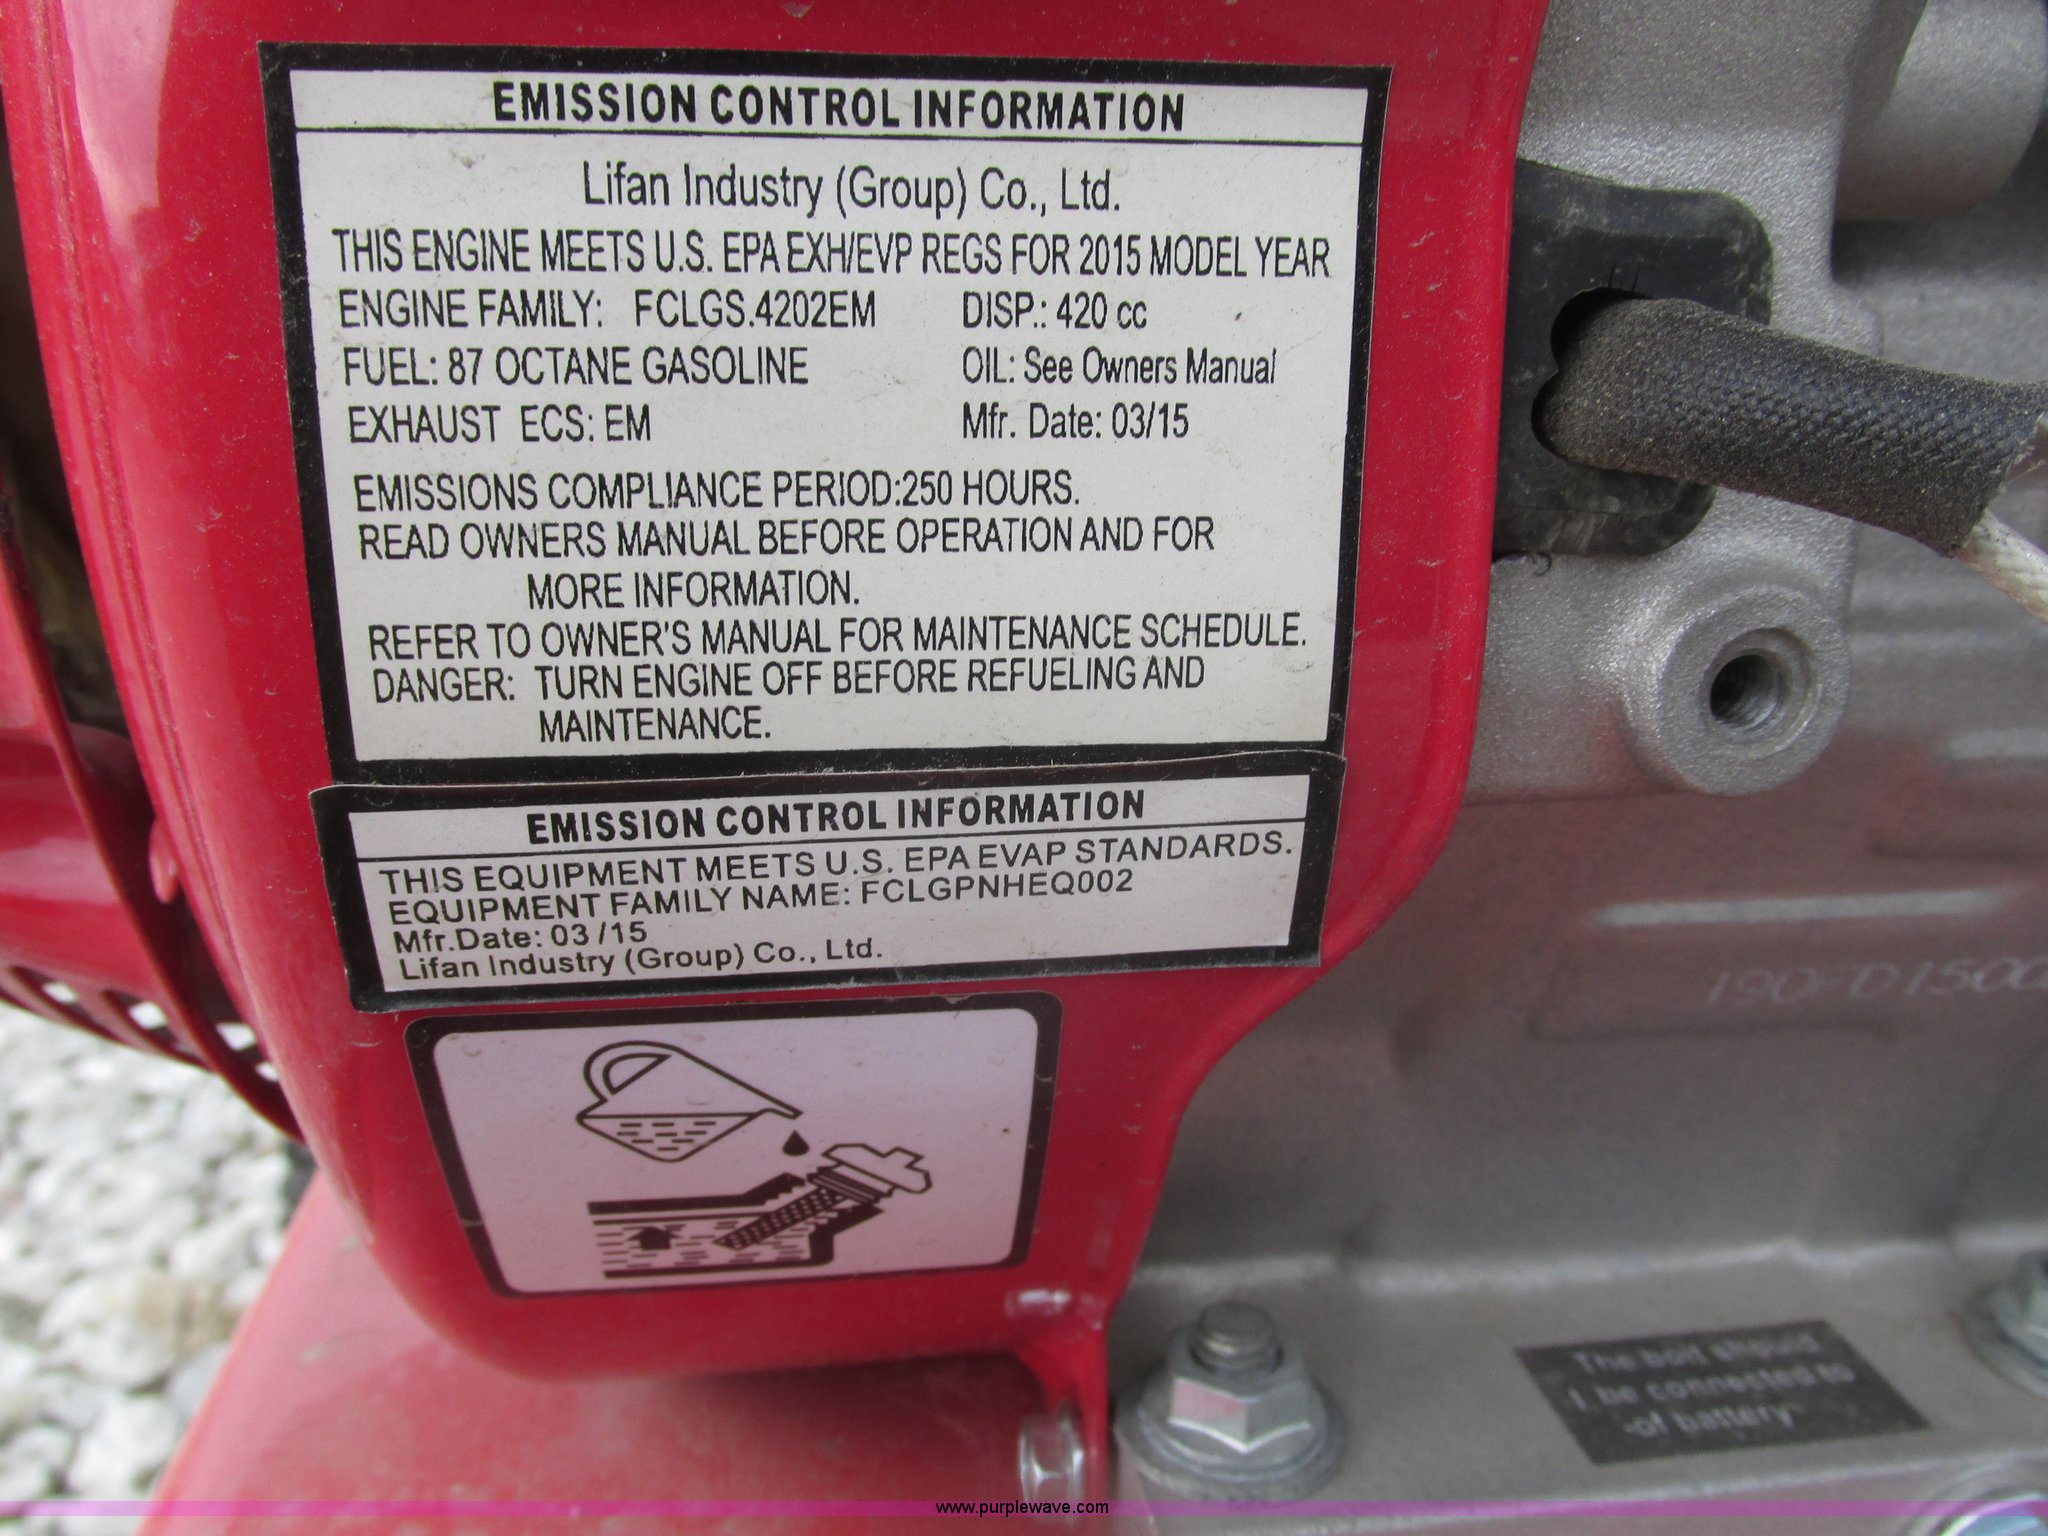 EMISSION CONTROL INFORMATION
Lifan Industry (Group) Co., Ltd.
THIS ENGINE MEETS U.S. EPA EXH/EVP REGS FOR 2015 MODEL YEAR
ENGINE FAMILY: FCLGS.4202EM DISP.: 420 cc
FUEL: 87 OCTANE GASOLINE OIL: See Owners Manual
EXHAUST ECS: EM Mfr. Date: 03/15
EMISSIONS COMPLIANCE PERIOD:250 HOURS.
READ OWNERS MANUAL BEFORE OPERATION AND FOR
MORE INFORMATION.
REFER TO OWNER'S MANUAL FOR MAINTENANCE SCHEDULE.
DANGER: TURN ENGINE OFF BEFORE REFUELING AND
MAINTENANCE.
EMISSION CONTROL INFORMATION
THIS EQUIPMENT MEETS U.S. EPA EVAP STANDARDS.
EQUIPMENT FAMILY NAME: FCLGPNHEQ002
Mfr.Date: 03/15
Lifan Industry (Group) Co., Ltd.
190-D1500
The bolt should
be connected to
of battery
www.purplewave.com